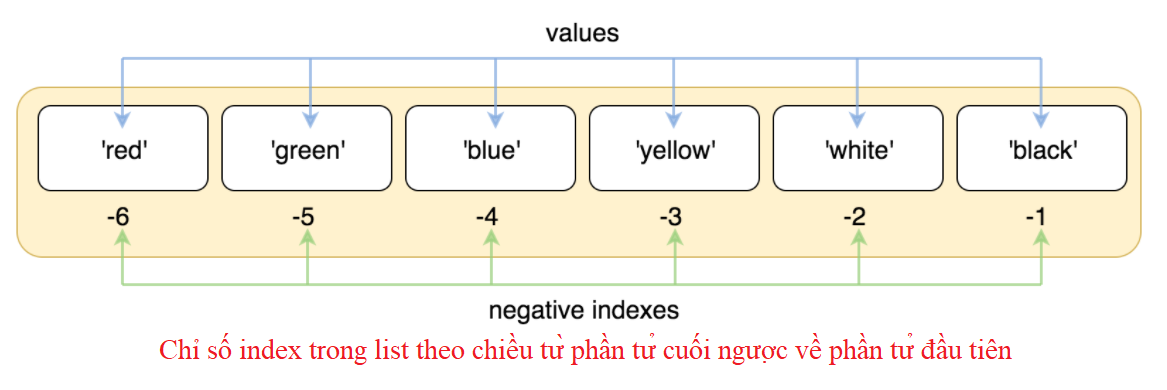 values
'red' 'green' 'blue' 'yellow' 'white' 'black'
-6 -5 -4 -3 -2 -1
negative indexes
Chỉ số index trong list theo chiều từ phần tử cuối ngược về phần tử đầu tiên